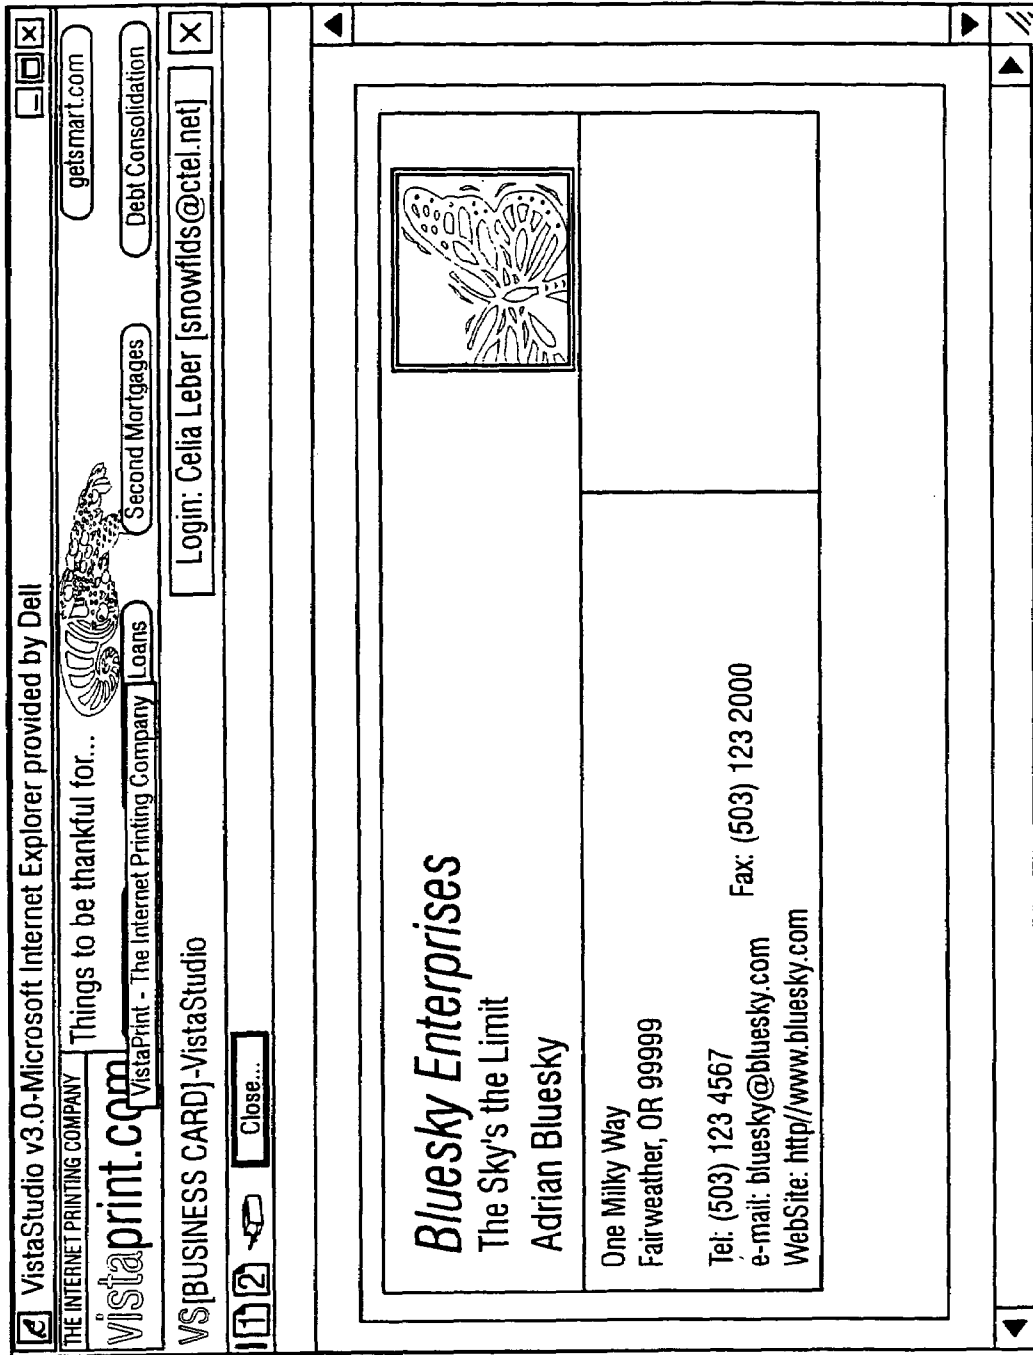 VistaStudio v3.0-Microsoft Internet Explorer provided by Dell
THE INTERNET PRINTING COMPANY
vistaprint.com
Things to be thankful for...
getsmart.com
VistaPrint - The Internet Printing Company
Loans
Second Mortgages
Debt Consolidation
VS[BUSINESS CARD]-VistaStudio
Login: Celia Leber [snowflds@ctel.net]
1 2 Close....
Bluesky Enterprises
The Sky's the Limit
Adrian Bluesky
One Milky Way
Fairweather, OR 99999
Tel: (503) 123 4567
Fax: (503) 123 2000
e-mail: bluesky@bluesky.com
WebSite: http//www.bluesky.com